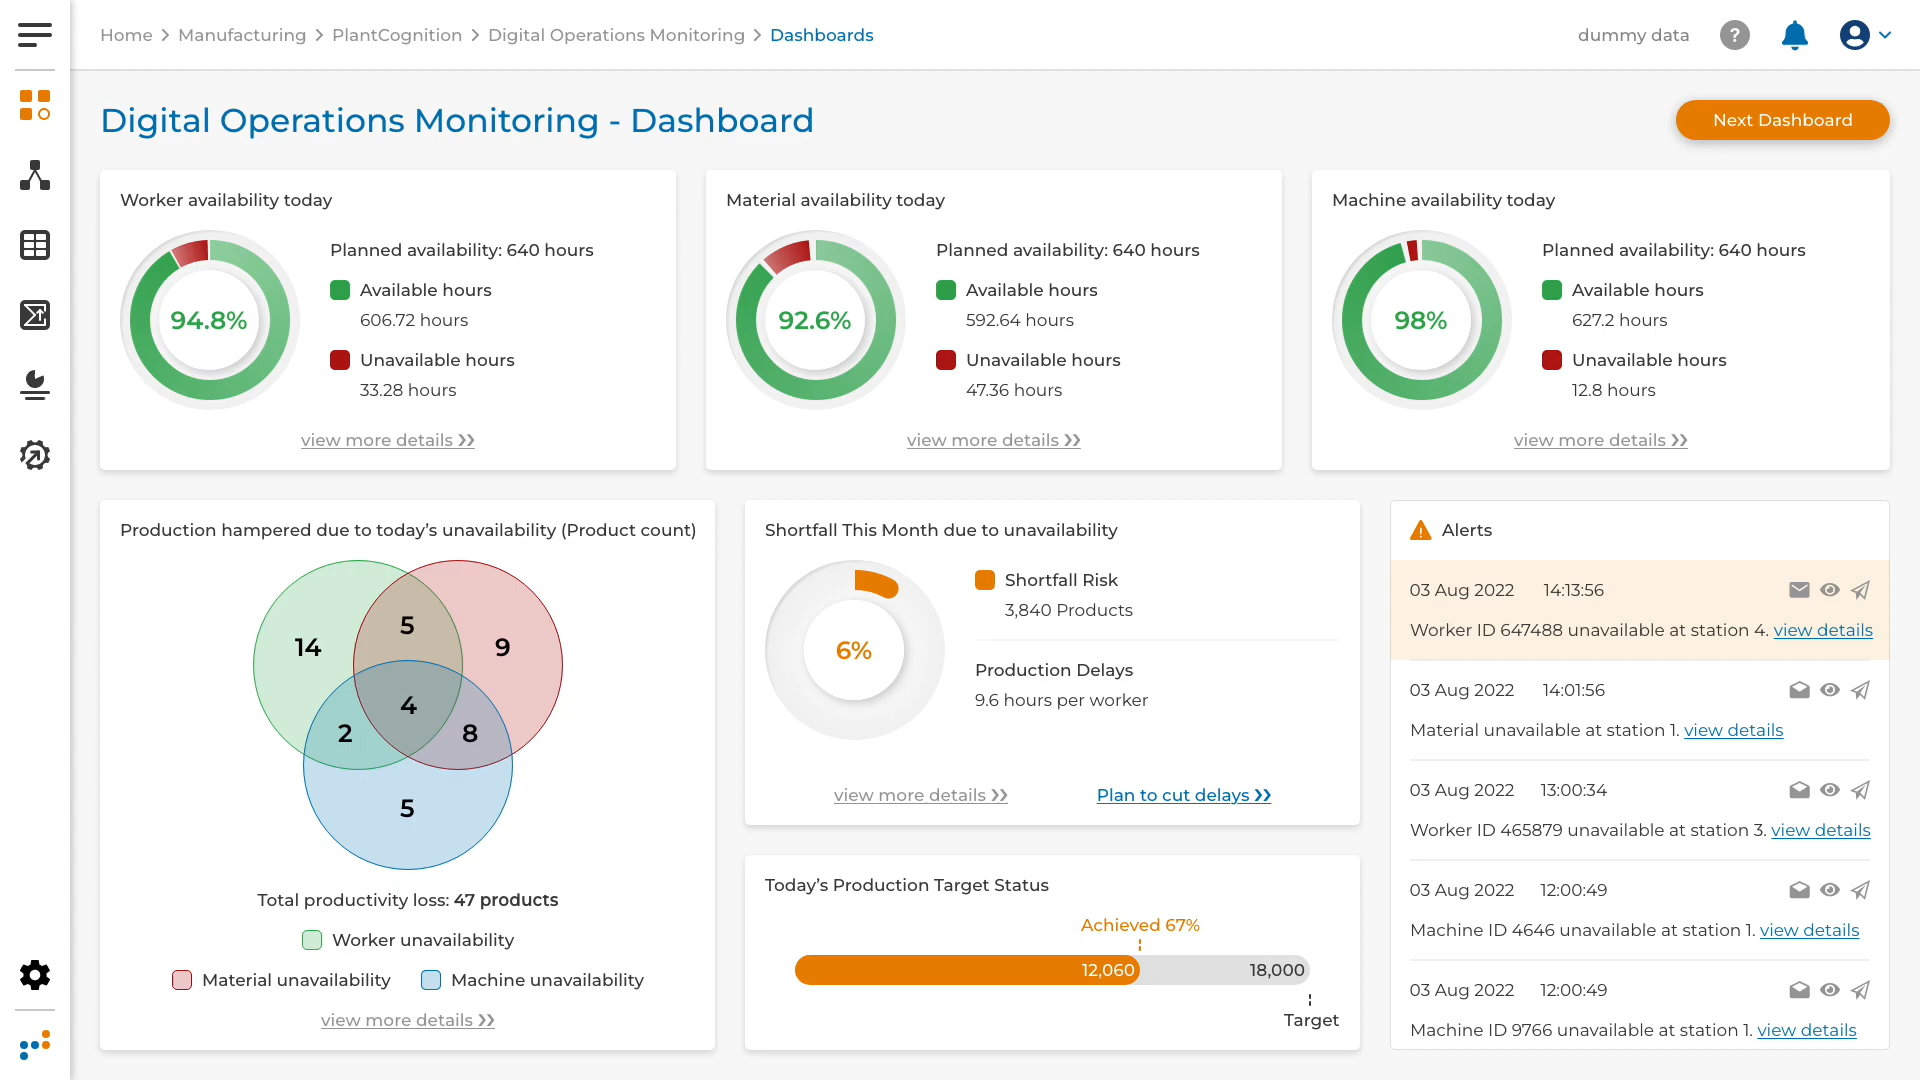 Home > Manufacturing > PlantCognition > Digital Operations Monitoring > Dashboards
dummy data
?
Digital Operations Monitoring - Dashboard
Next Dashboard
Worker availability today
94.8%
Planned availability: 640 hours
Available hours
606.72 hours
Unavailable hours
33.28 hours
view more details
Material availability today
92.6%
Planned availability: 640 hours
Available hours
592.64 hours
Unavailable hours
47.36 hours
view more details
Machine availability today
98%
Planned availability: 640 hours
Available hours
627.2 hours
Unavailable hours
12.8 hours
view more details
Production hampered due to today’s unavailability (Product count)
14
5
9
4
2
8
5
Total productivity loss: 47 products
Worker unavailability
Material unavailability
Machine unavailability
view more details
Shortfall This Month due to unavailability
6%
Shortfall Risk
3,840 Products
Production Delays
9.6 hours per worker
view more details
Plan to cut delays
Today’s Production Target Status
Achieved 67%
12,060
18,000
Target
Alerts
03 Aug 2022 14:13:56
Worker ID 647488 unavailable at station 4. view details
03 Aug 2022 14:01:56
Material unavailable at station 1. view details
03 Aug 2022 13:00:34
Worker ID 465879 unavailable at station 3. view details
03 Aug 2022 12:00:49
Machine ID 4646 unavailable at station 1. view details
03 Aug 2022 12:00:49
Machine ID 9766 unavailable at station 1. view details